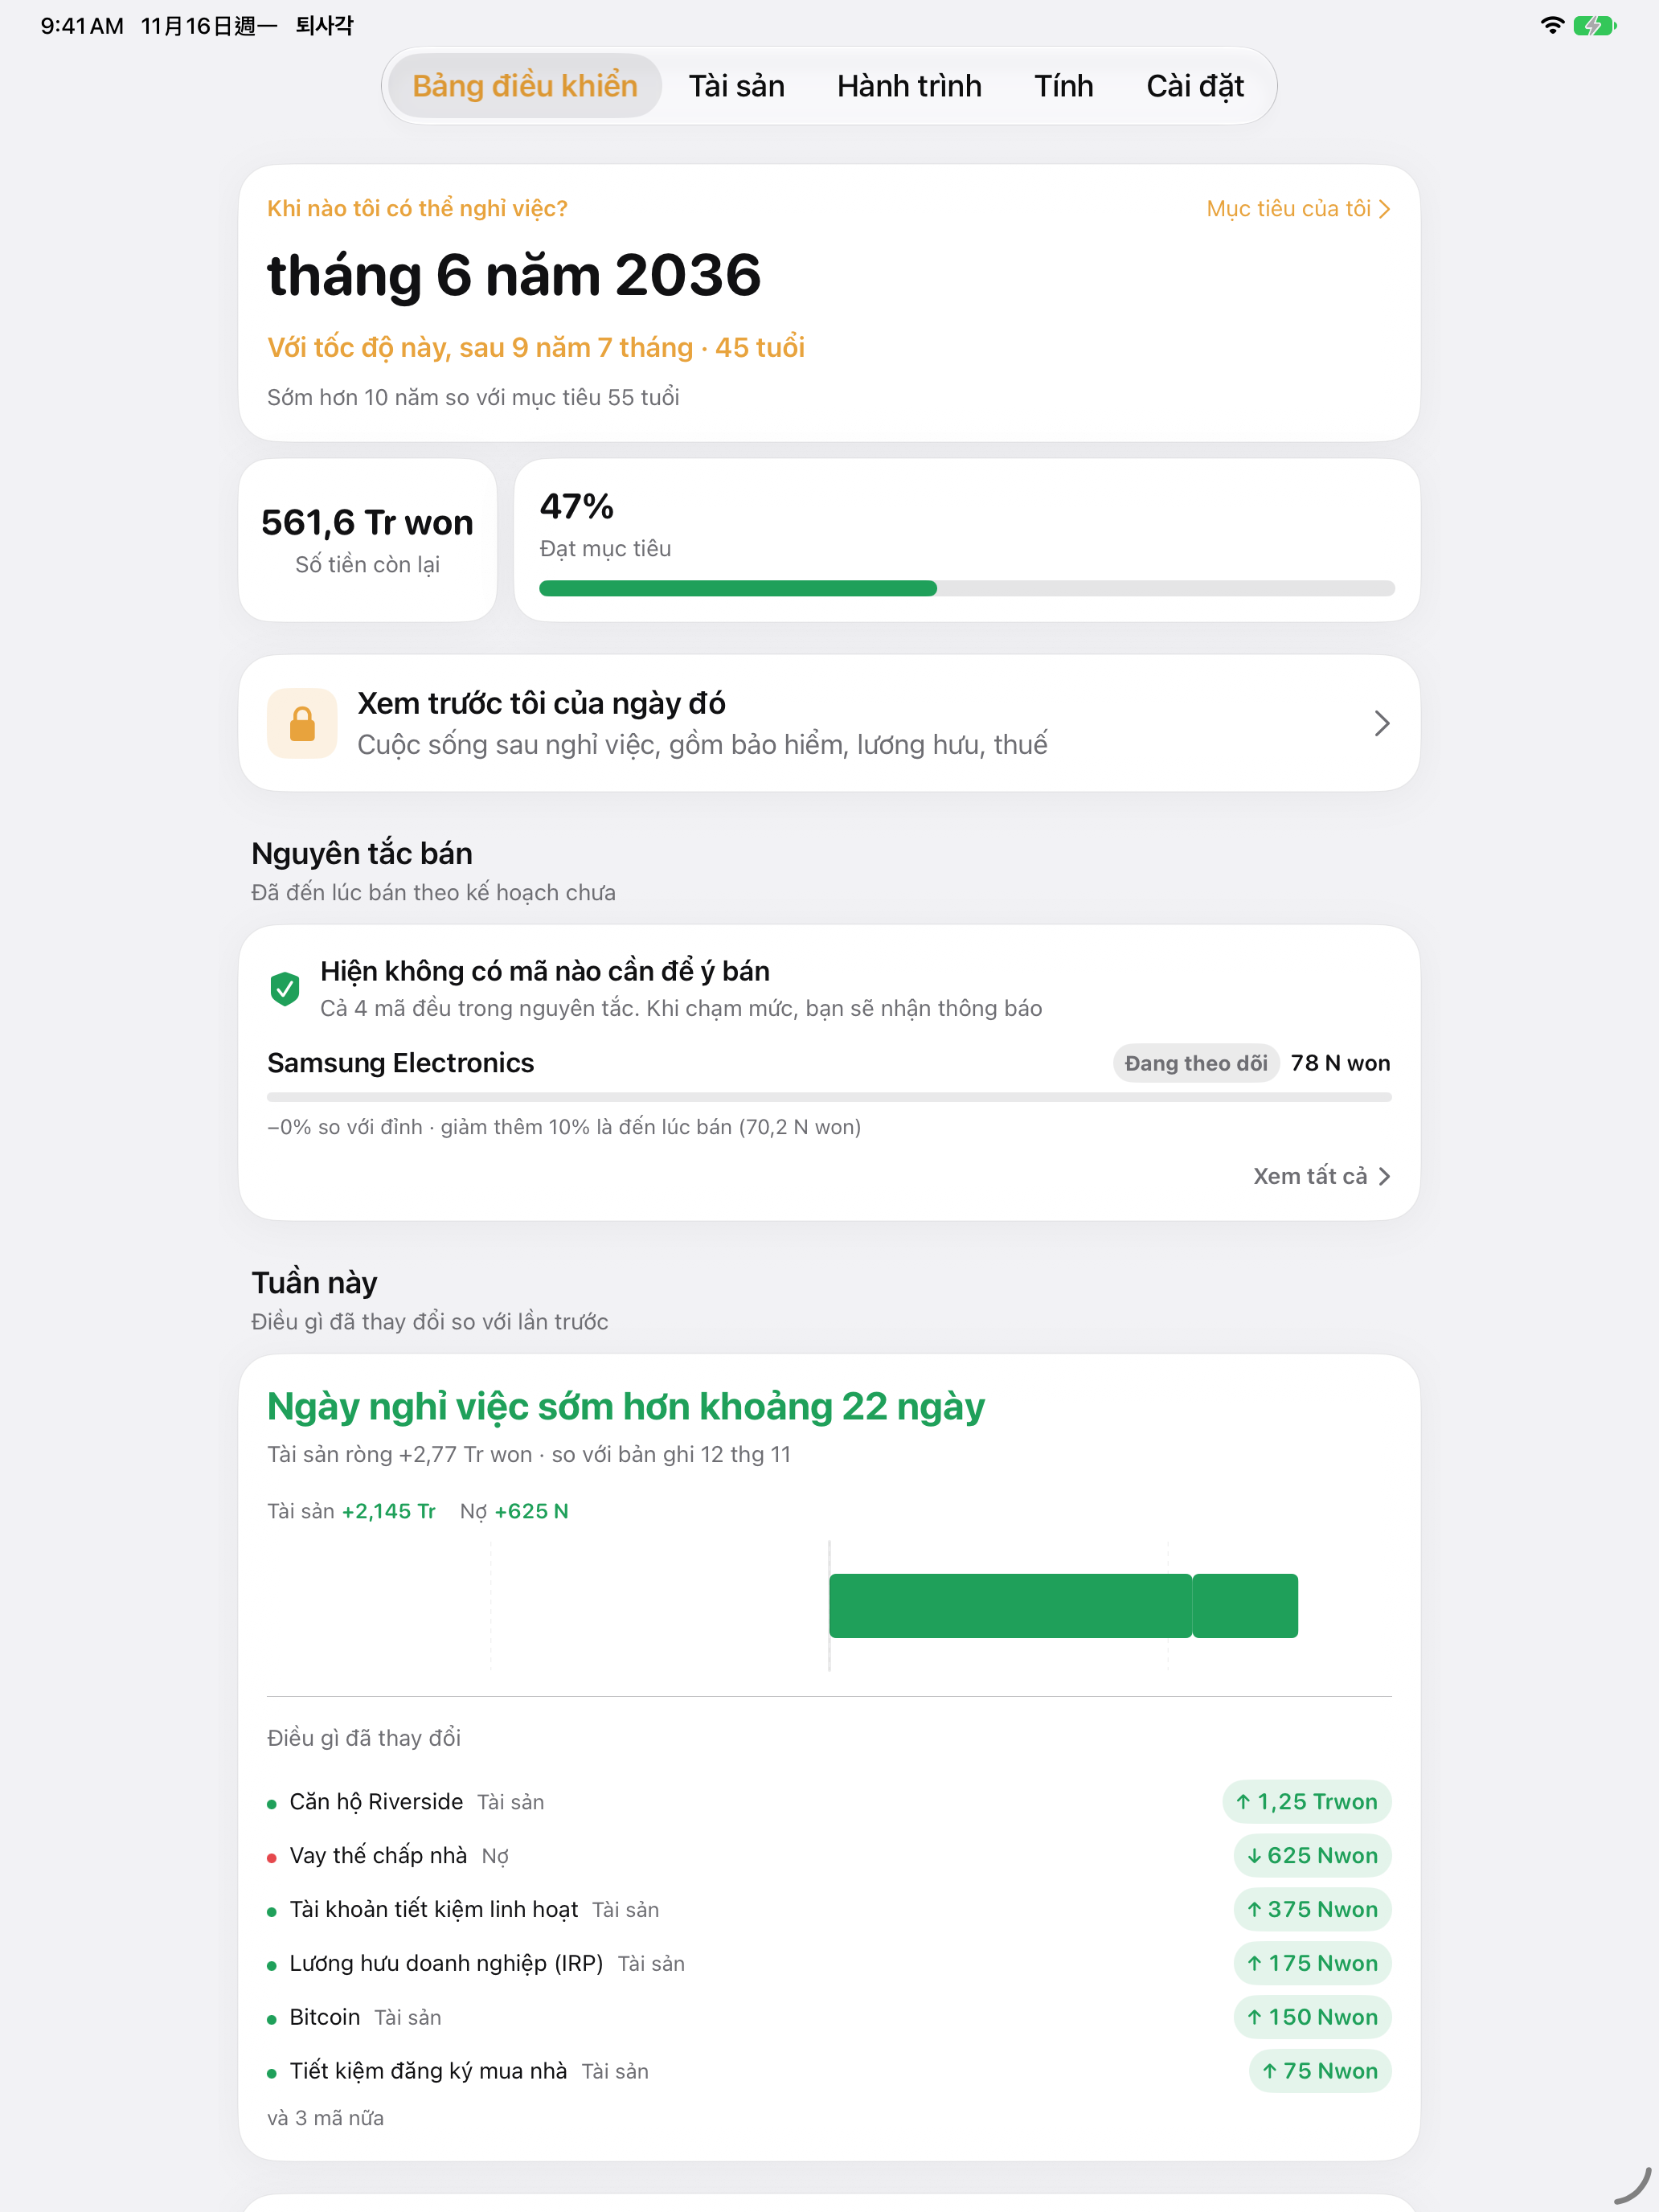 9:41 AM 11月16日週一 퇴사각
Bảng điều khiển Tài sản Hành trình Tính Cài đặt
Khi nào tôi có thể nghỉ việc? Mục tiêu của tôi
tháng 6 năm 2036
Với tốc độ này, sau 9 năm 7 tháng · 45 tuổi
Sớm hơn 10 năm so với mục tiêu 55 tuổi
561,6 Tr won
Số tiền còn lại
47%
Đạt mục tiêu
Xem trước tôi của ngày đó
Cuộc sống sau nghỉ việc, gồm bảo hiểm, lương hưu, thuế
Nguyên tắc bán
Đã đến lúc bán theo kế hoạch chưa
Hiện không có mã nào cần để ý bán
Cả 4 mã đều trong nguyên tắc. Khi chạm mức, bạn sẽ nhận thông báo
Samsung Electronics Đang theo dõi 78 N won
−0% so với đỉnh · giảm thêm 10% là đến lúc bán (70,2 N won)
Xem tất cả
Tuần này
Điều gì đã thay đổi so với lần trước
Ngày nghỉ việc sớm hơn khoảng 22 ngày
Tài sản ròng +2,77 Tr won · so với bản ghi 12 thg 11
Tài sản +2,145 Tr Nợ +625 N
Điều gì đã thay đổi
Căn hộ Riverside Tài sản ↑ 1,25 Trwon
Vay thế chấp nhà Nợ ↓ 625 Nwon
Tài khoản tiết kiệm linh hoạt Tài sản ↑ 375 Nwon
Lương hưu doanh nghiệp (IRP) Tài sản ↑ 175 Nwon
Bitcoin Tài sản ↑ 150 Nwon
Tiết kiệm đăng ký mua nhà Tài sản ↑ 75 Nwon
và 3 mã nữa